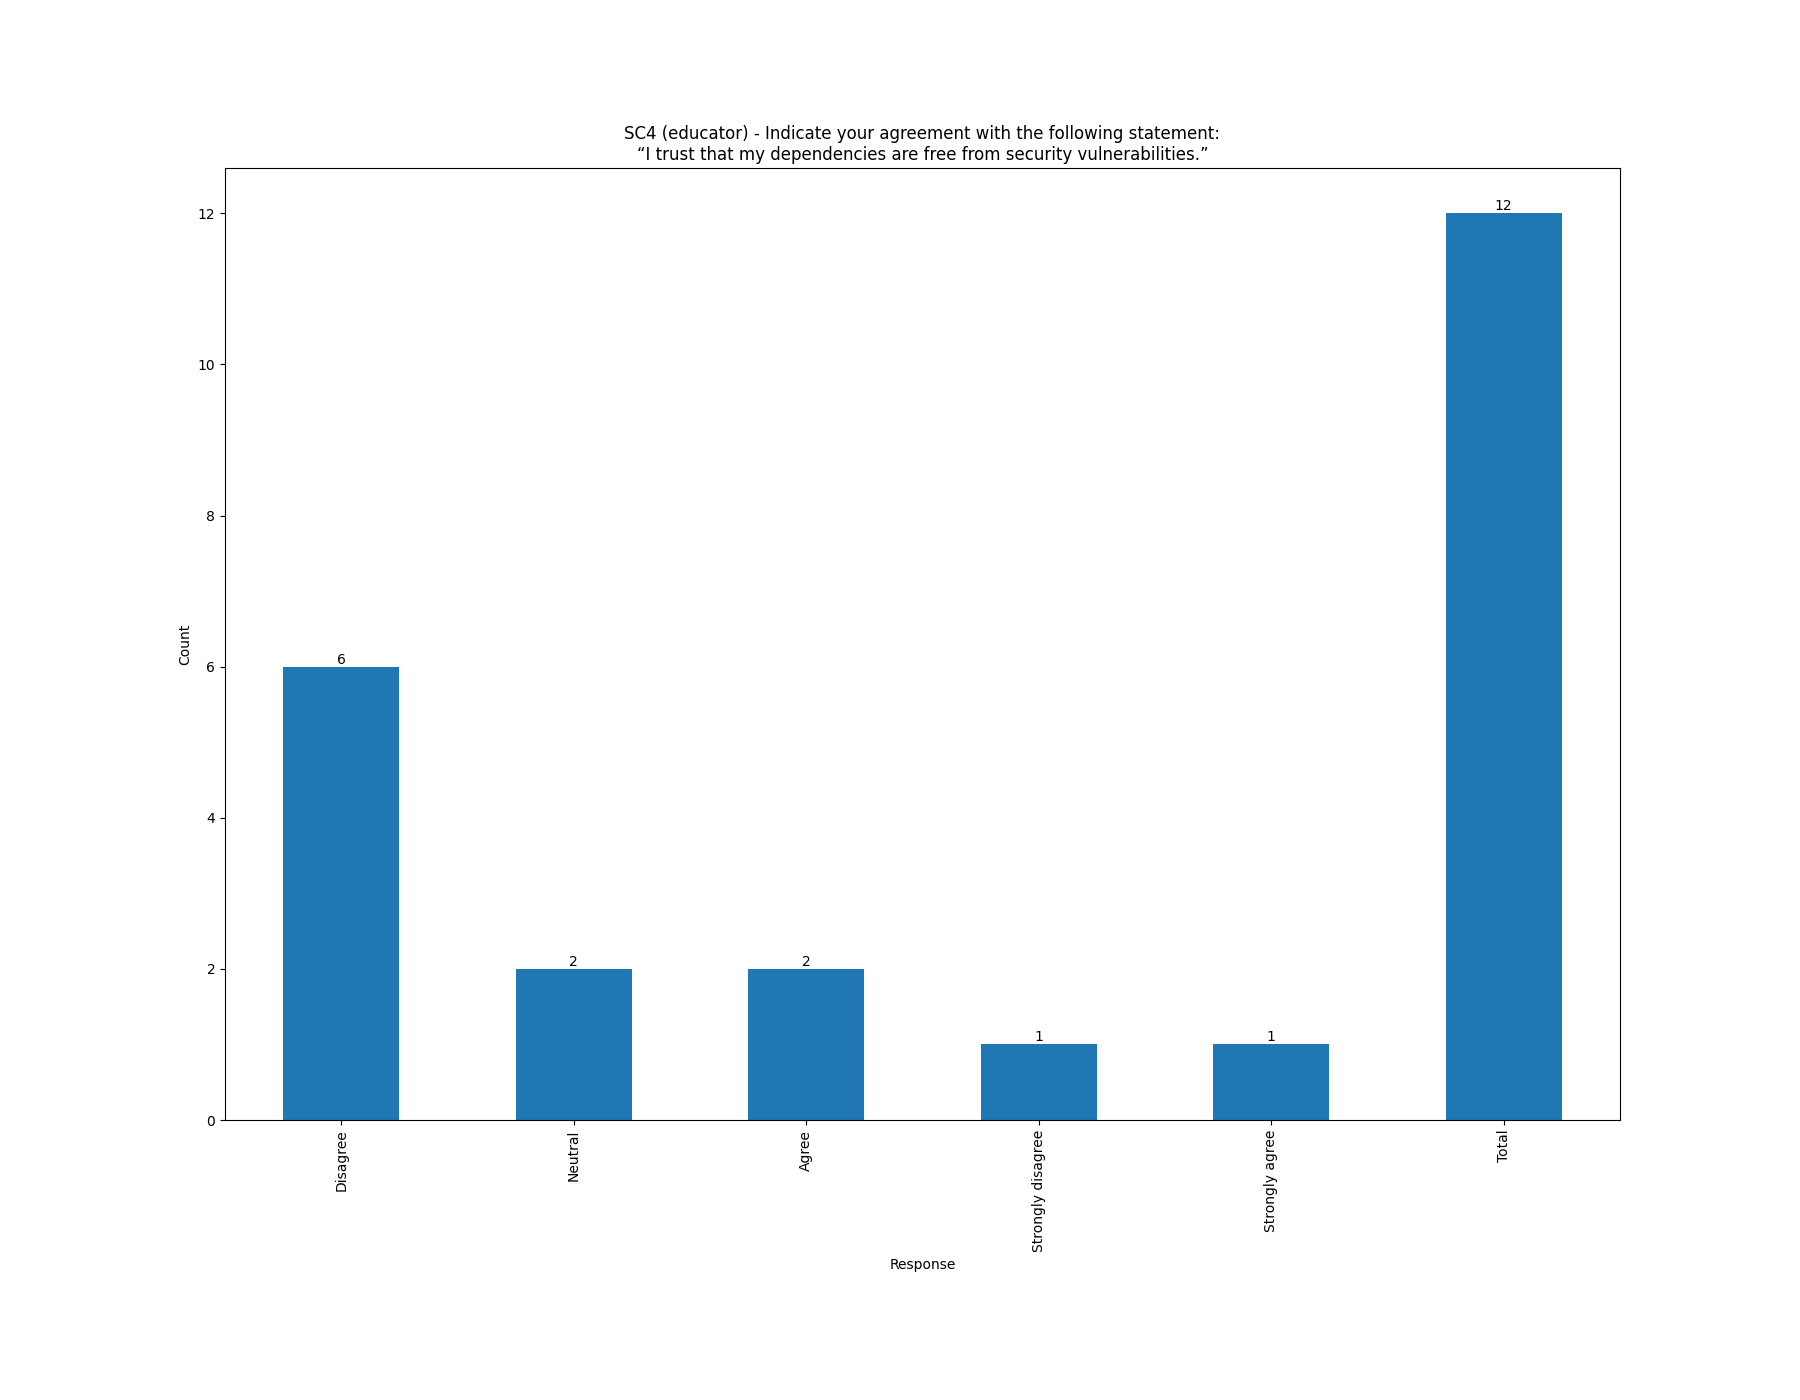 SC4 (educator) - Indicate your agreement with the following statement:
“I trust that my dependencies are free from security vulnerabilities.”
12
10
8
6
4
2
0
Count
6
2
2
1
1
12
Disagree
Neutral
Agree
Strongly disagree
Strongly agree
Total
Response